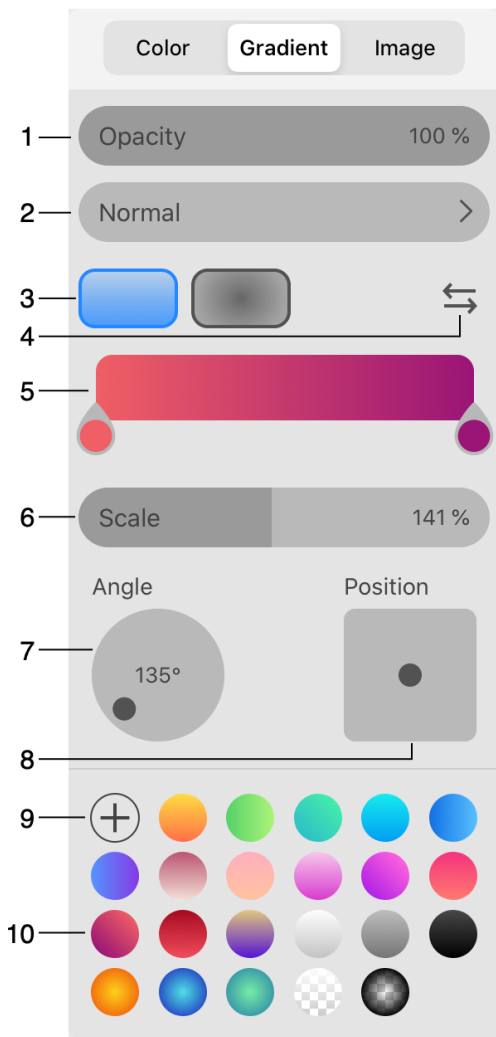 Color Gradient Image
1 Opacity 100 %
2 Normal
3
4
5
6 Scale 141 %
Angle Position
7 135°
8
9
10